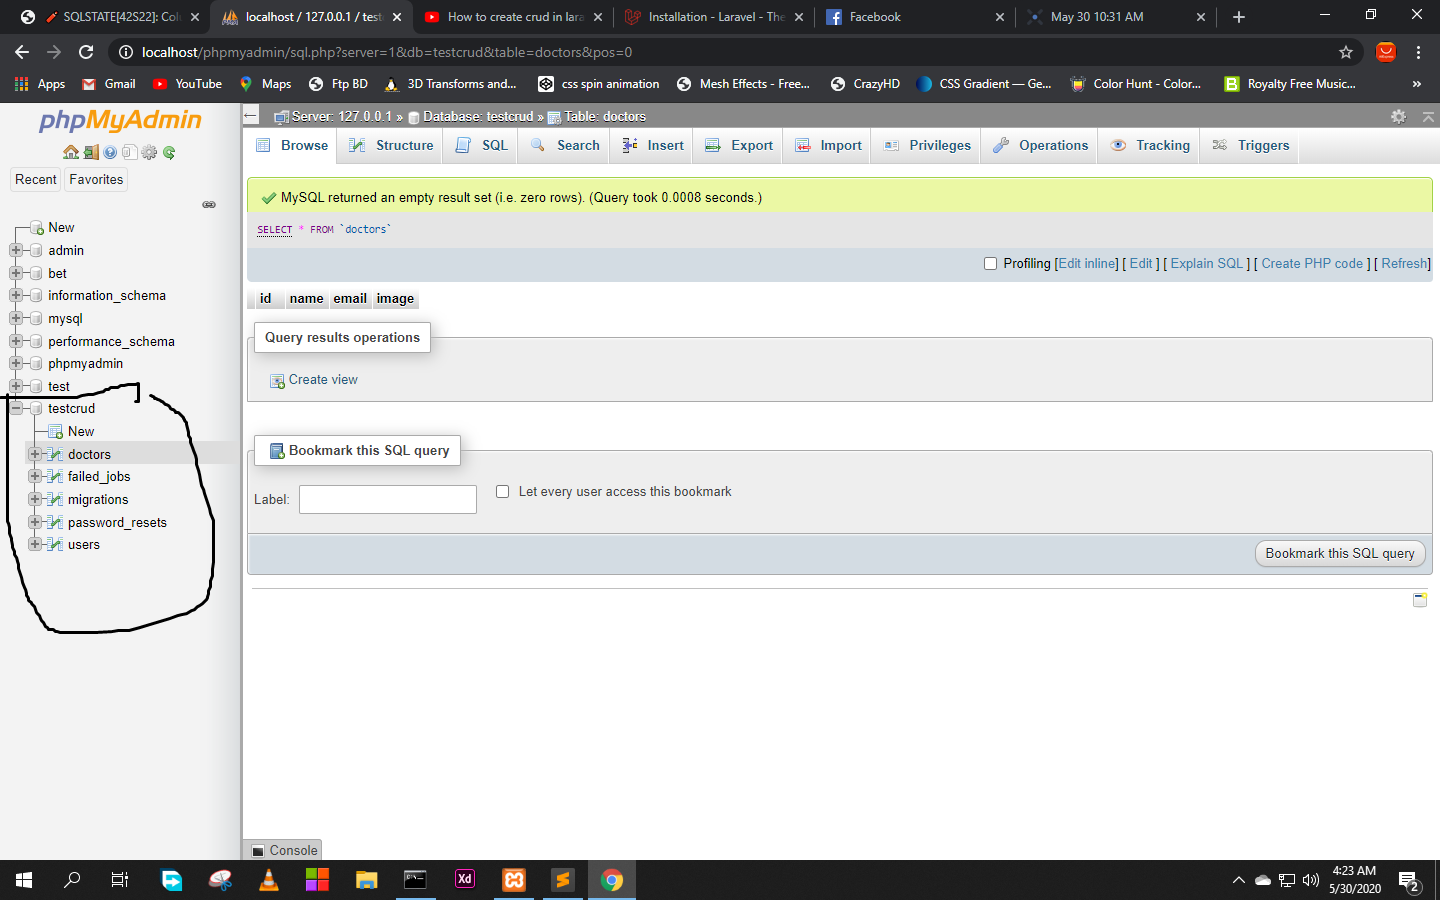 SQLSTATE[42S22]: Col
localhost / 127.0.0.1 / test
How to create crud in lara
Installation - Laravel - The
Facebook
May 30 10:31 AM
localhost/phpmyadmin/sql.php?server=1&db=testcrud&table=doctors&pos=0
Apps
Gmail
YouTube
Maps
Ftp BD
3D Transforms and...
css spin animation
Mesh Effects - Free...
CrazyHD
CSS Gradient — Ge...
Color Hunt - Color...
Royalty Free Music...
»
phpMyAdmin
Recent
Favorites
New
admin
bet
information_schema
mysql
performance_schema
phpmyadmin
test
testcrud
New
doctors
failed_jobs
migrations
password_resets
users
Server: 127.0.0.1 » Database: testcrud » Table: doctors
Browse
Structure
SQL
Search
Insert
Export
Import
Privileges
Operations
Tracking
Triggers
MySQL returned an empty result set (i.e. zero rows). (Query took 0.0008 seconds.)
SELECT * FROM `doctors`
Profiling [Edit inline] [ Edit ] [ Explain SQL ] [ Create PHP code ] [ Refresh]
id name email image
Query results operations
Create view
Bookmark this SQL query
Label:
Let every user access this bookmark
Bookmark this SQL query
Console
Xd
4:23 AM
5/30/2020
2